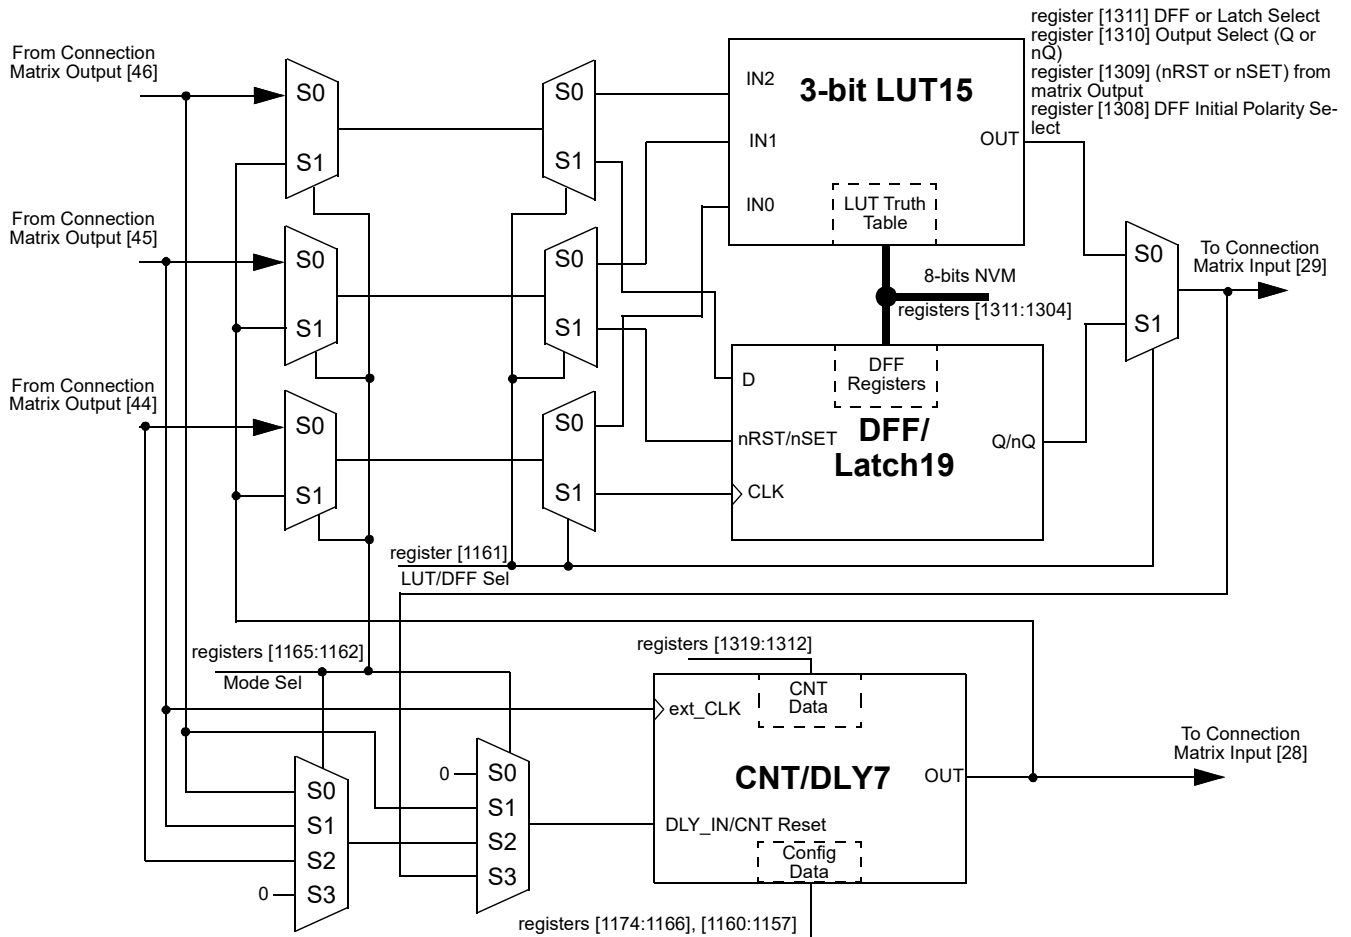 register [1311] DFF or Latch Select
register [1310] Output Select (Q or
nQ)
register [1309] (nRST or nSET) from
matrix Output
register [1308] DFF Initial Polarity Se-
lect
From Connection
Matrix Output [46]
S0
S1
S0
S1
IN2
3-bit LUT15
IN1
OUT
IN0
LUT Truth
Table
From Connection
Matrix Output [45]
S0
S1
S0
S1
8-bits NVM
registers [1311:1304]
S0
S1
To Connection
Matrix Input [29]
From Connection
Matrix Output [44]
S0
S1
S0
S1
D
DFF
Registers
nRST/nSET
DFF/
Latch19
Q/nQ
CLK
register [1161]
LUT/DFF Sel
registers [1165:1162]
Mode Sel
registers [1319:1312]
CNT
Data
ext_CLK
CNT/DLY7
OUT
To Connection
Matrix Input [28]
DLY_IN/CNT Reset
Config
Data
0
S0
S1
S2
S3
S0
S1
S2
0
S3
registers [1174:1166], [1160:1157]